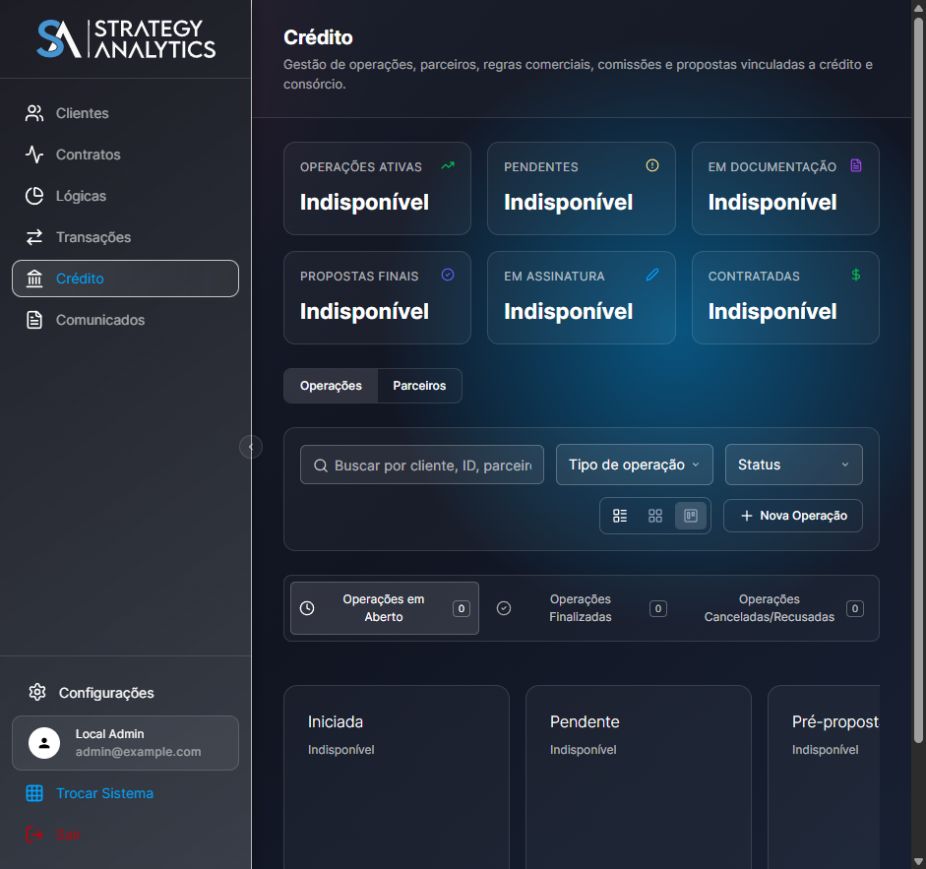 STRATEGY
ANALYTICS
Clientes
Contratos
Lógicas
Transações
Crédito
Comunicados
Configurações
Local Admin
admin@example.com
Trocar Sistema
Sair
Crédito
Gestão de operações, parceiros, regras comerciais, comissões e propostas vinculadas a crédito e
consórcio.
OPERAÇÕES ATIVAS
Indisponível
PENDENTES
Indisponível
EM DOCUMENTAÇÃO
Indisponível
PROPOSTAS FINAIS
Indisponível
EM ASSINATURA
Indisponível
CONTRATADAS
Indisponível
Operações
Parceiros
Buscar por cliente, ID, parceir
Tipo de operação
Status
Nova Operação
Operações em
Aberto
0
Operações
Finalizadas
0
Operações
Canceladas/Recusadas
0
Iniciada
Indisponível
Pendente
Indisponível
Pré-propost
Indisponível